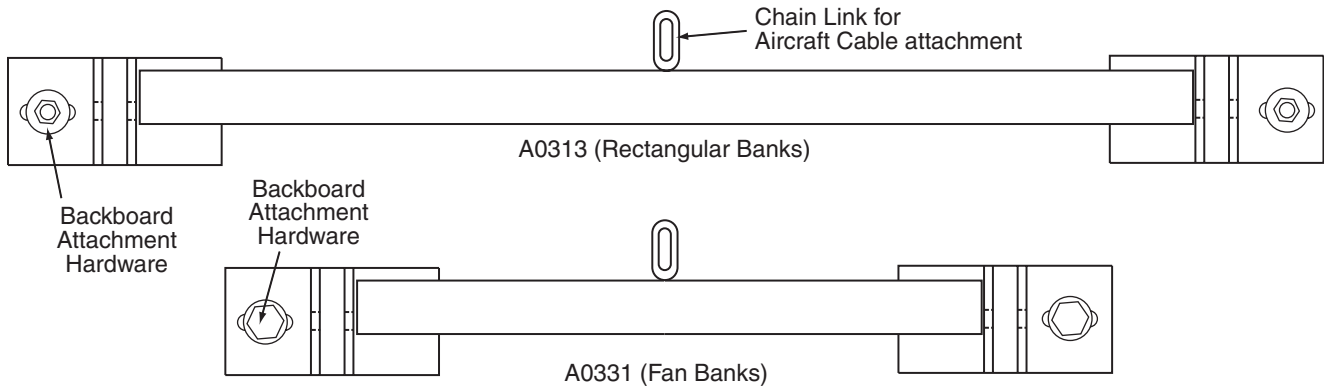 Chain Link for
Aircraft Cable attachment
A0313 (Rectangular Banks)
Backboard
Attachment
Hardware
Backboard
Attachment
Hardware
A0331 (Fan Banks)